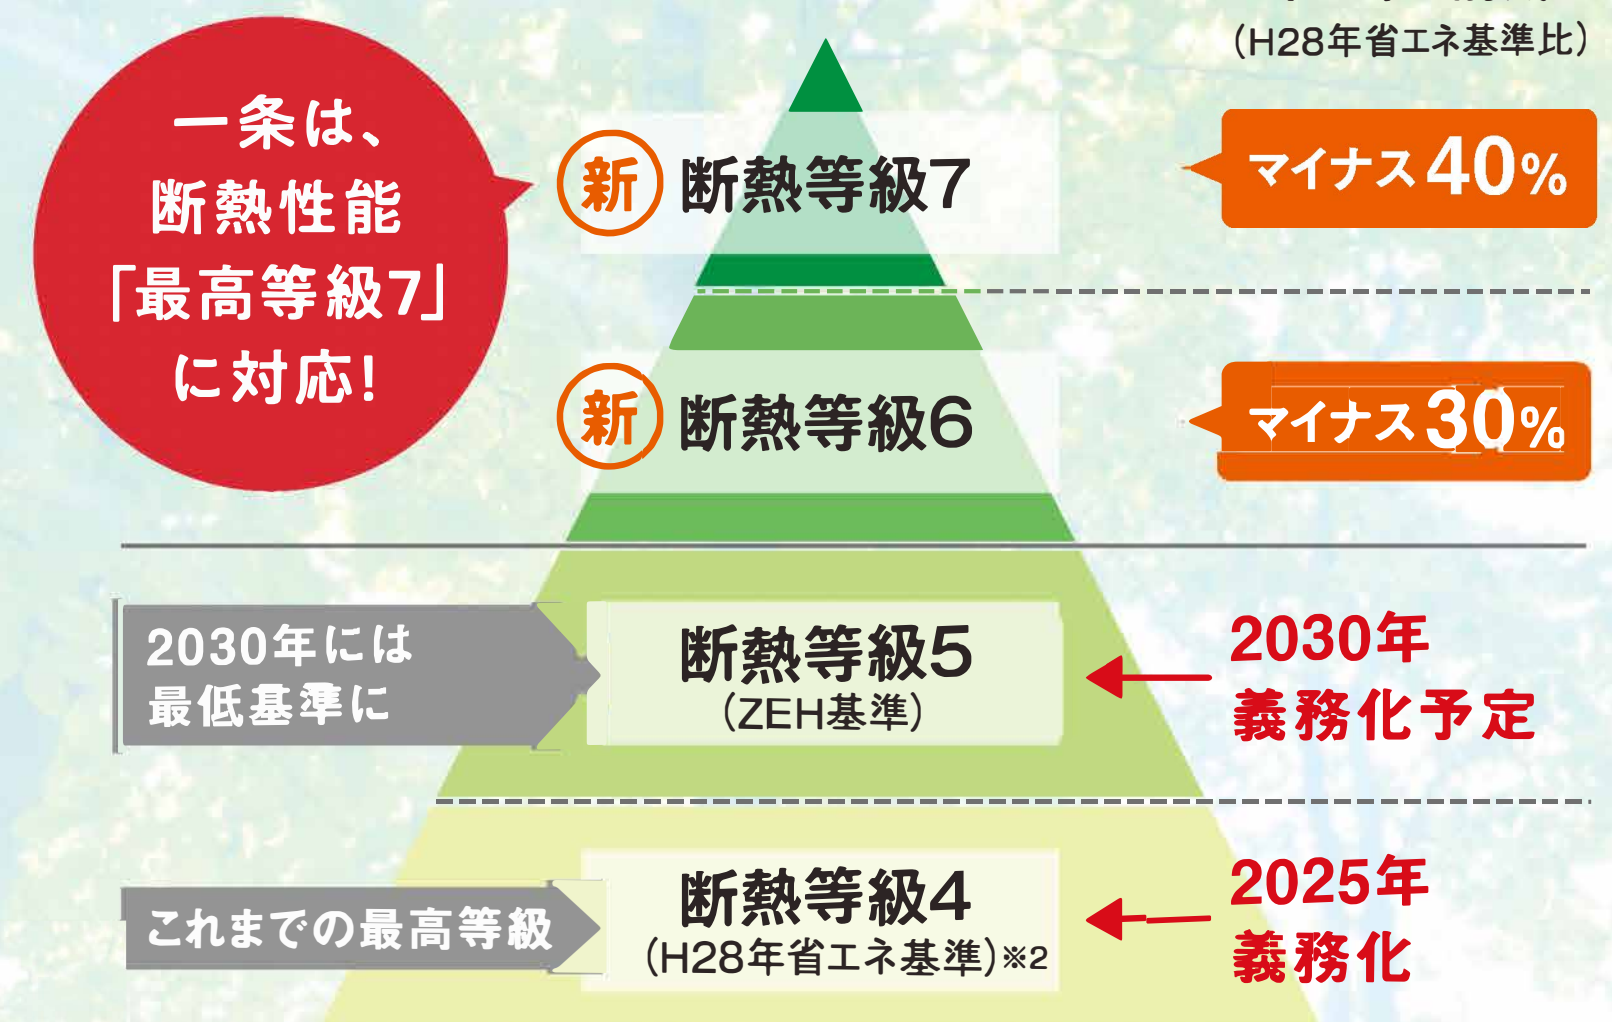 (H28年省エネ基準比)
一条は、
断熱性能
「最高等級7」
に対応!
新 断熱等級7
マイナス40%
新 断熱等級6
マイナス30%
2030年には
最低基準に
断熱等級5
(ZEH基準)
2030年
義務化予定
これまでの最高等級
断熱等級4
(H28年省エネ基準)※2
2025年
義務化